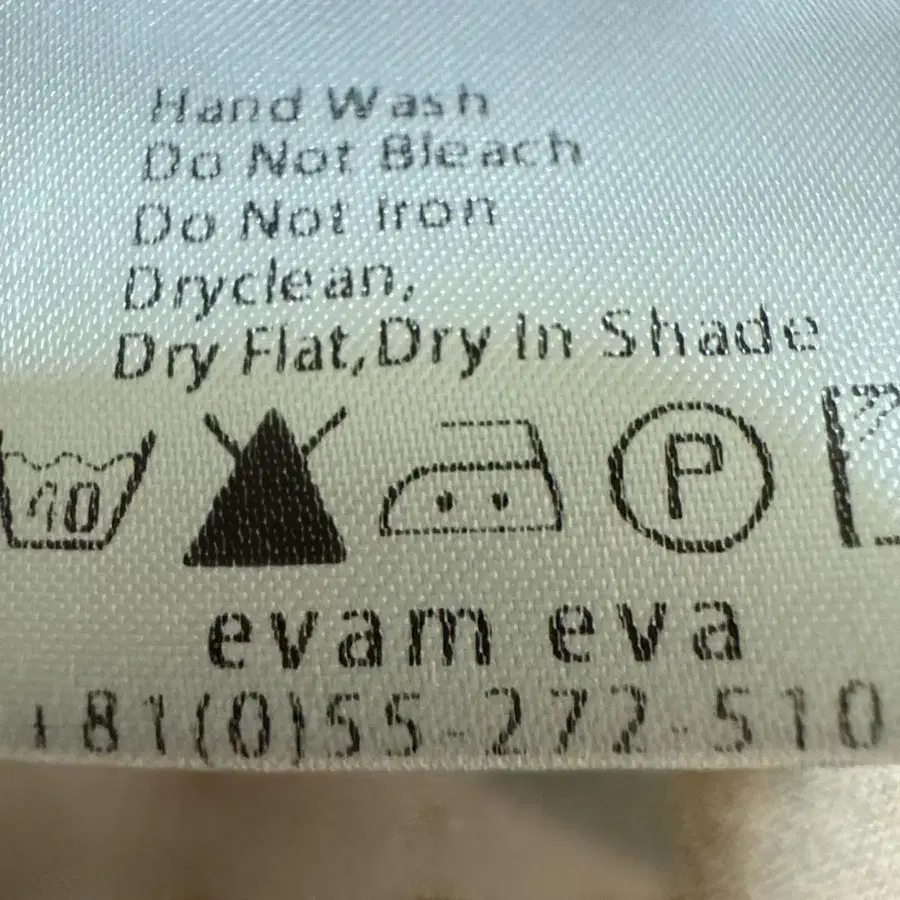 Hand Wash
Do Not Bleach
Do Not Iron
Dryclean,
Dry Flat,Dry In Shade
40 P
evam eva
+81(0)55-272-510